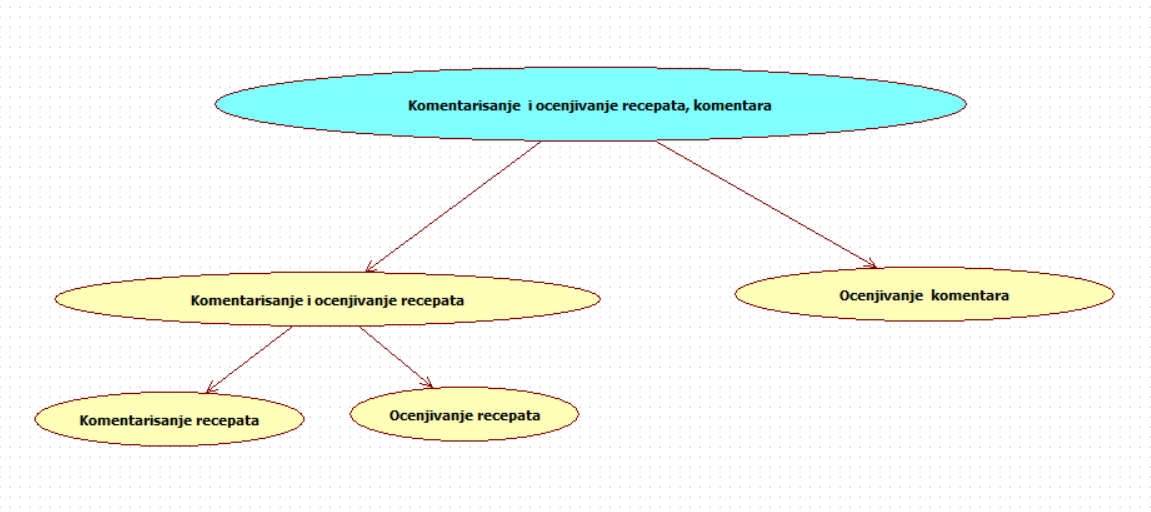 Komentarisanje i ocenjivanje recepata, komentara
Komentarisanje i ocenjivanje recepata
Ocenjivanje komentara
Komentarisanje recepata
Ocenjivanje recepata